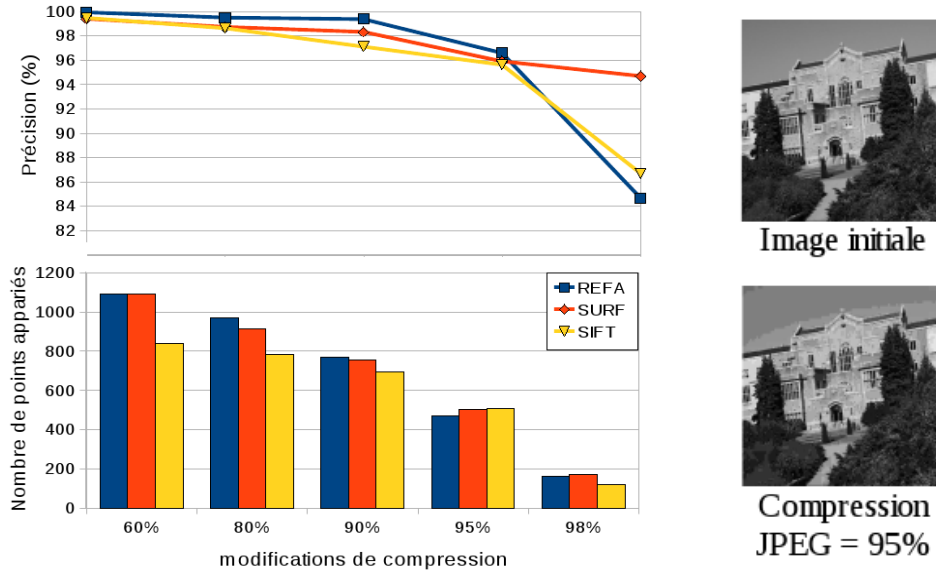 100
98
96
94
92
90
88
86
84
82
Précision (%)
1200
1000
800
600
400
200
0
Nombre de points appariés
REFA
SURF
SIFT
60% 80% 90% 95% 98%
modifications de compression
Image initiale
Compression
JPEG = 95%